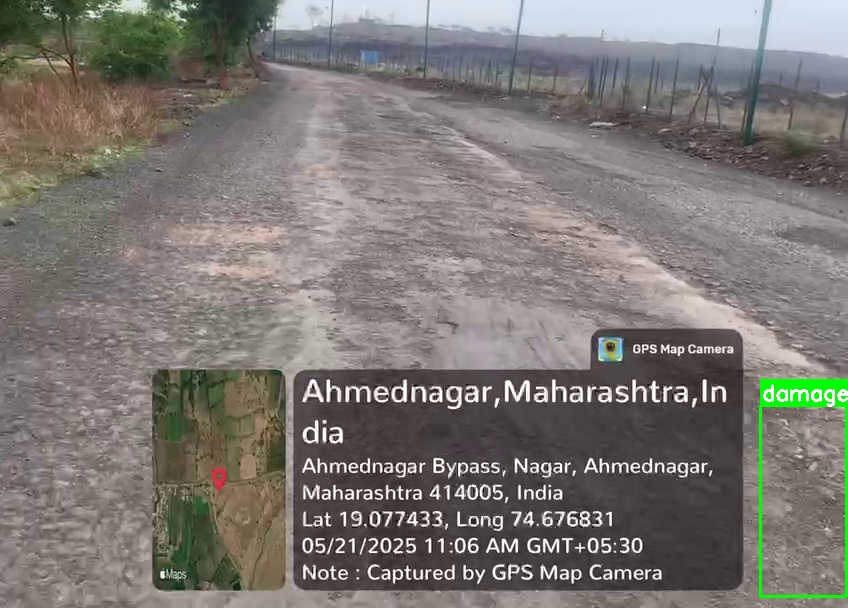 GPS Map Camera
Ahmednagar,Maharashtra,In
dia
Ahmednagar Bypass, Nagar, Ahmednagar,
Maharashtra 414005, India
Lat 19.077433, Long 74.676831
05/21/2025 11:06 AM GMT+05:30
Note : Captured by GPS Map Camera
Maps
damage